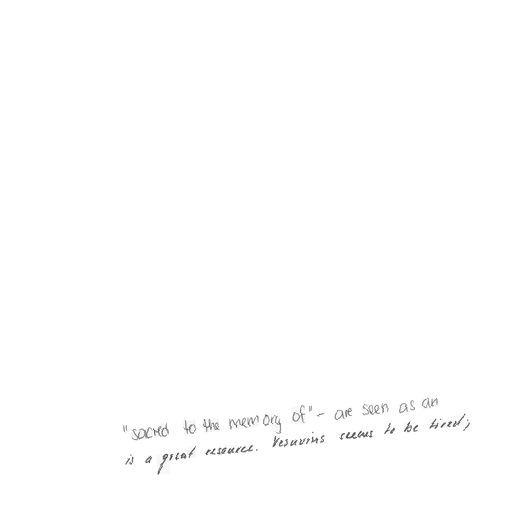 "sacred to the memory of" - are seen as an
is a great resource. Vesuvius seems to be tired;